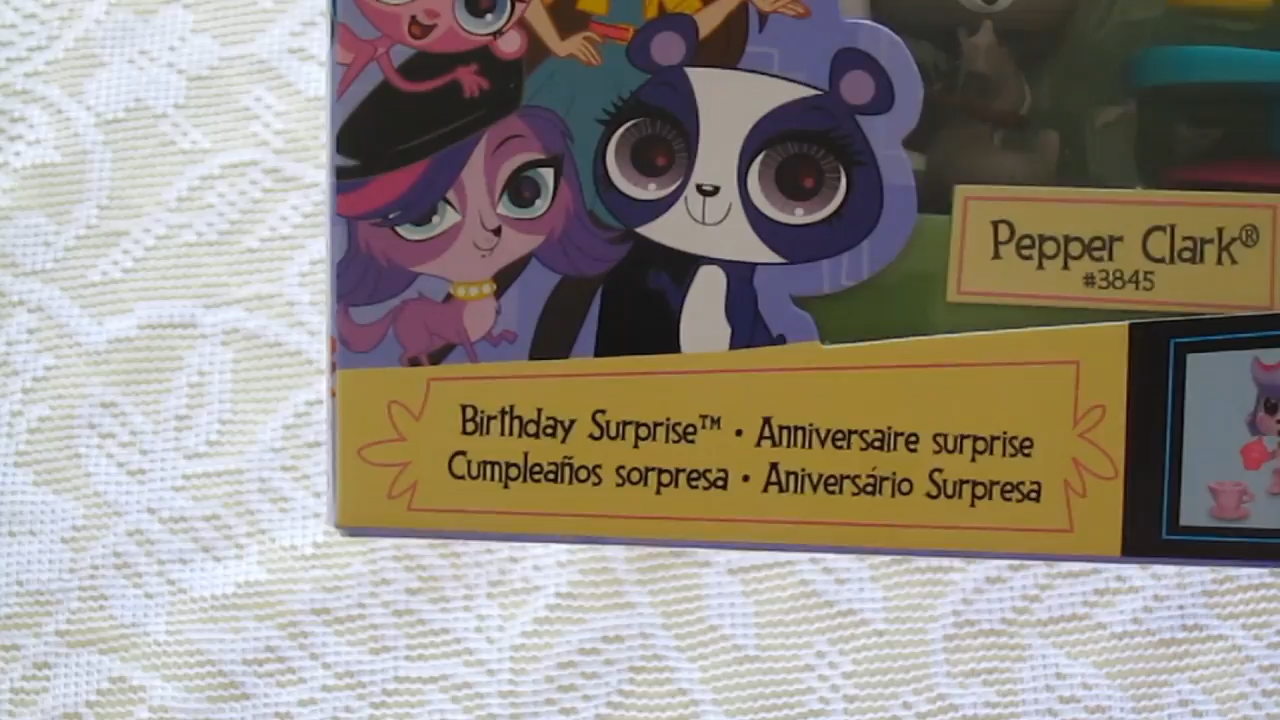 Pepper Clark®
#3845
Birthday Surprise™ • Anniversaire surprise
Cumpleaños sorpresa • Aniversário Surpresa